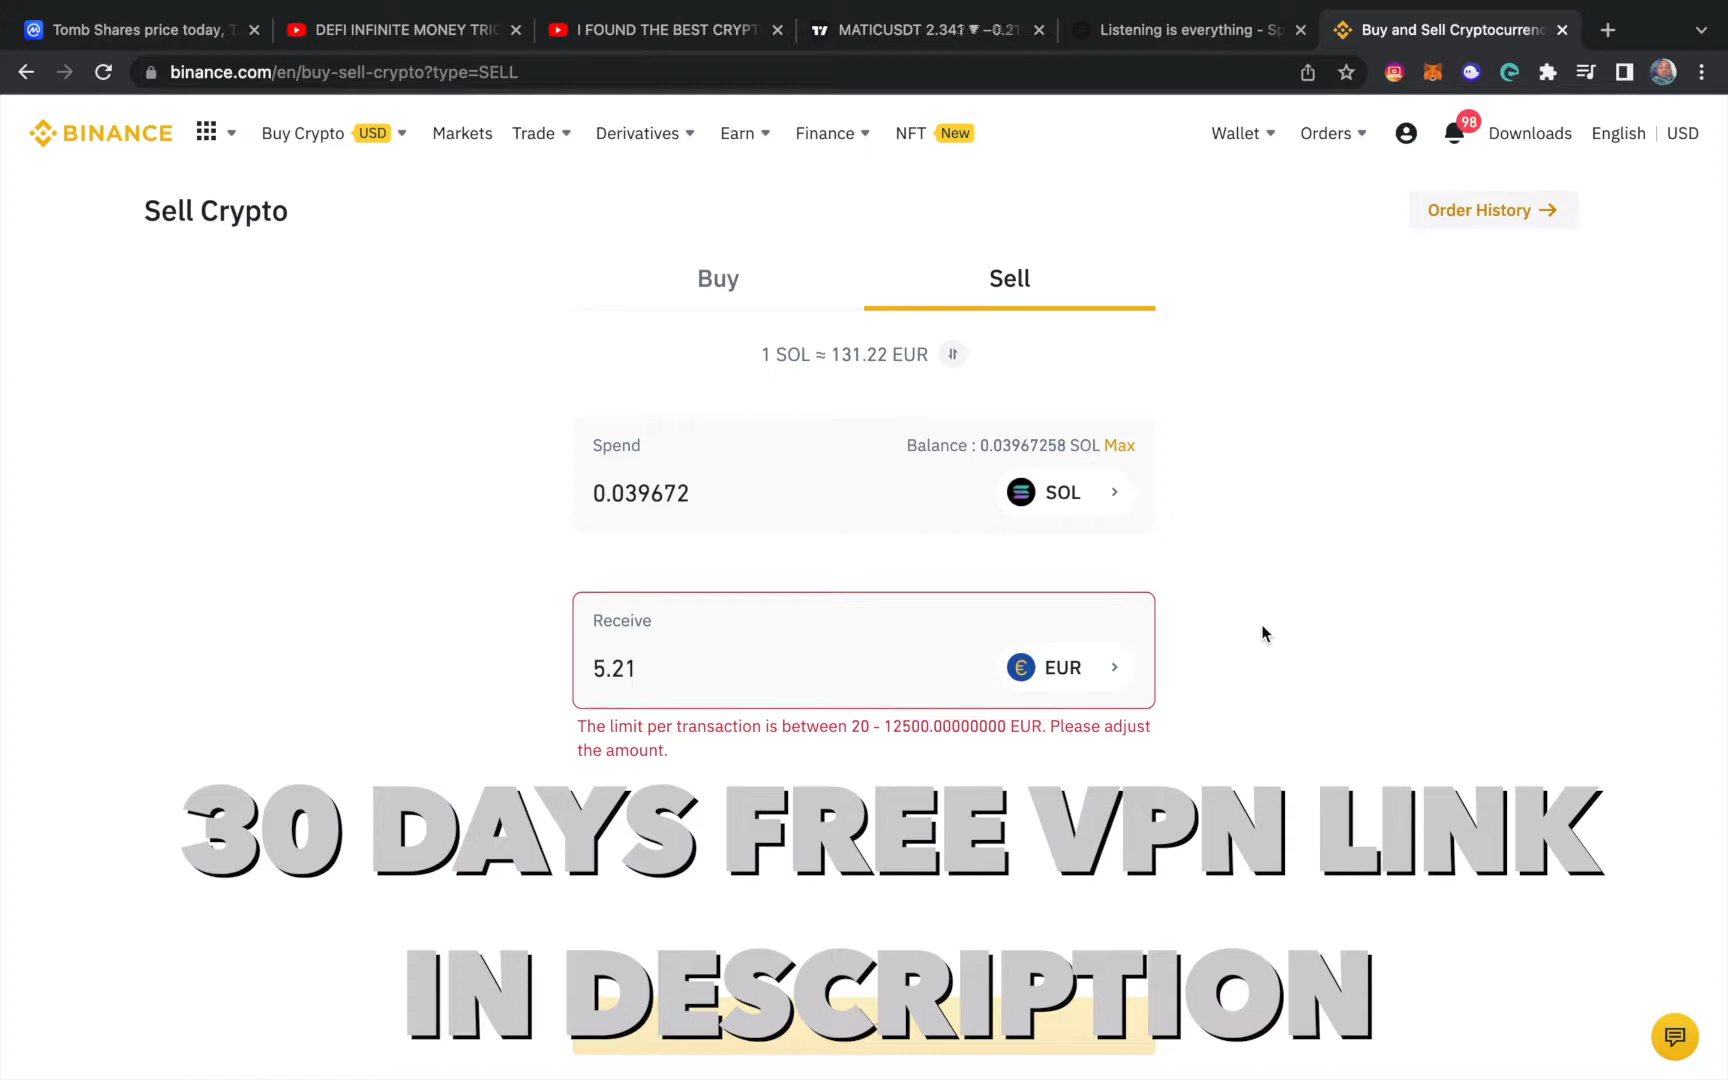 Tomb Shares price today, T
DEFI INFINITE MONEY TRIC
I FOUND THE BEST CRYPT
MATICUSDT
Listening is everything - Sp
Buy and Sell Cryptocurrenc
binance.com/en/buy-sell-crypto?type=SELL
BINANCE
Buy Crypto USD
Markets
Trade
Derivatives
Earn
Finance
NFT New
Wallet
Orders
98
Downloads
English
USD
Sell Crypto
Order History →
Buy
Sell
1 SOL ≈ 131.22 EUR
Spend
Balance : 0.03967258 SOL Max
0.039672
SOL
Receive
5.21
€ EUR
The limit per transaction is between 20 - 12500.00000000 EUR. Please adjust
the amount.
30 DAYS FREE VPN LINK
IN DESCRIPTION